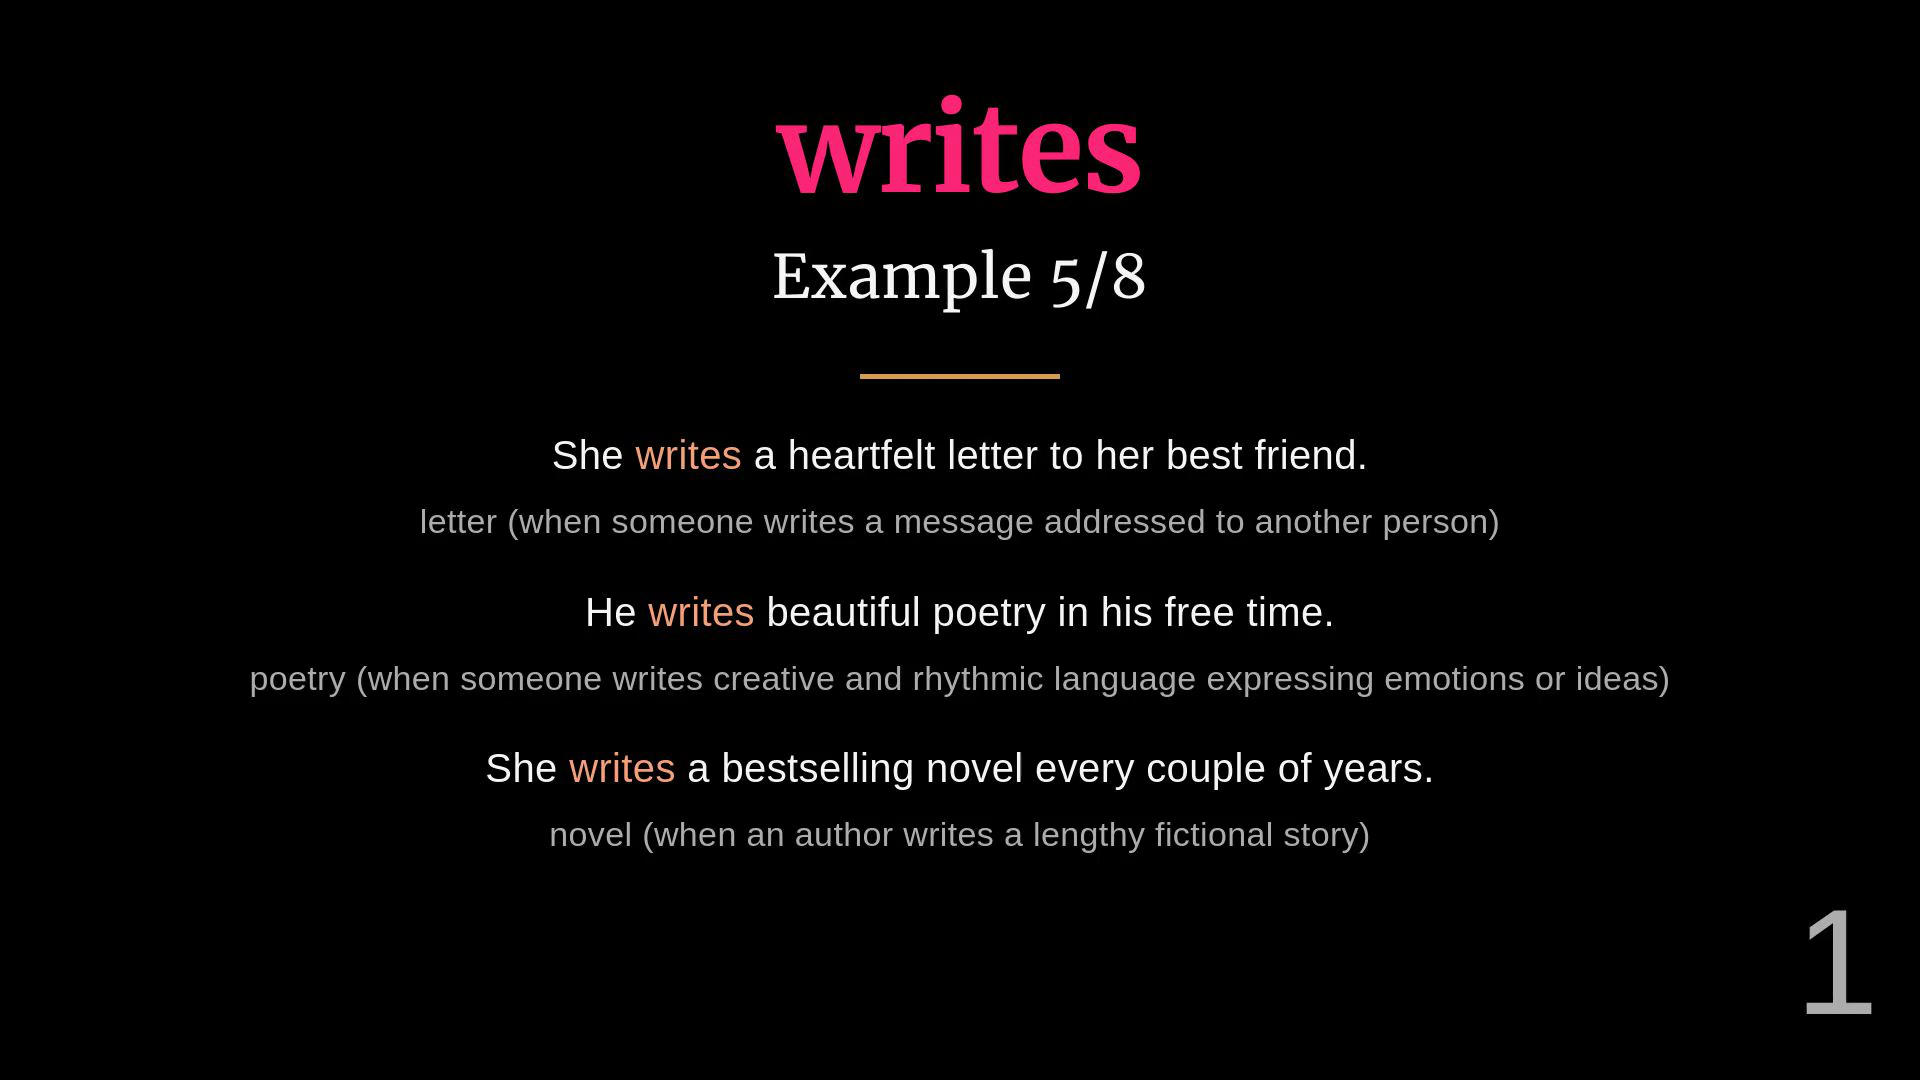 writes
Example 5/8
She writes a heartfelt letter to her best friend.
letter (when someone writes a message addressed to another person)
He writes beautiful poetry in his free time.
poetry (when someone writes creative and rhythmic language expressing emotions or ideas)
She writes a bestselling novel every couple of years.
novel (when an author writes a lengthy fictional story)
1